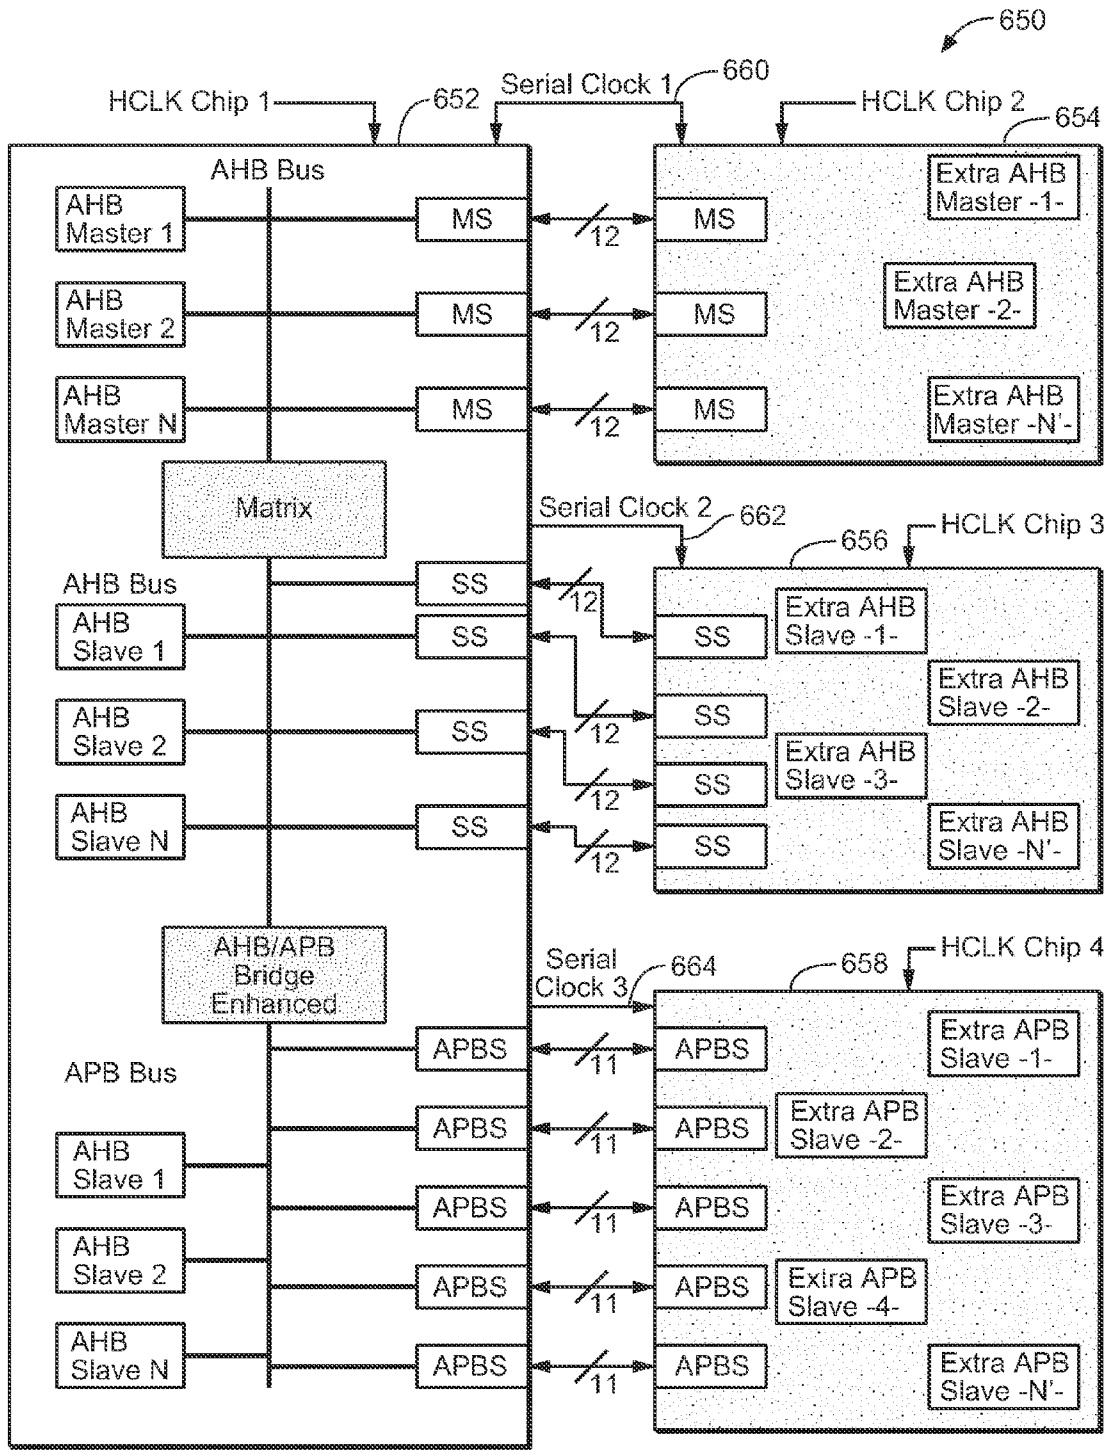 650
HCLK Chip 1
652
Serial Clock 1
660
HCLK Chip 2
654
AHB Bus
AHB
Master 1
MS
12
MS
Extra AHB
Master -1-
AHB
Master 2
MS
12
MS
Extra AHB
Master -2-
AHB
Master N
MS
12
MS
Extra AHB
Master -N'-
Matrix
Serial Clock 2
662
656
HCLK Chip 3
AHB Bus
SS
12
AHB
Slave 1
SS
SS
Extra AHB
Slave -1-
AHB
Slave 2
SS
12
SS
Extra AHB
Slave -2-
12
SS
Extra AHB
Slave -3-
AHB
Slave N
SS
12
SS
Extra AHB
Slave -N'-
AHB/APB
Bridge
Enhanced
Serial
Clock 3
664
658
HCLK Chip 4
APB Bus
APBS
11
APBS
Extra APB
Slave -1-
APBS
11
APBS
Extra APB
Slave -2-
AHB
Slave 1
APBS
11
APBS
Extra APB
Slave -3-
AHB
Slave 2
APBS
11
APBS
Extra APB
Slave -4-
AHB
Slave N
APBS
11
APBS
Extra APB
Slave -N'-